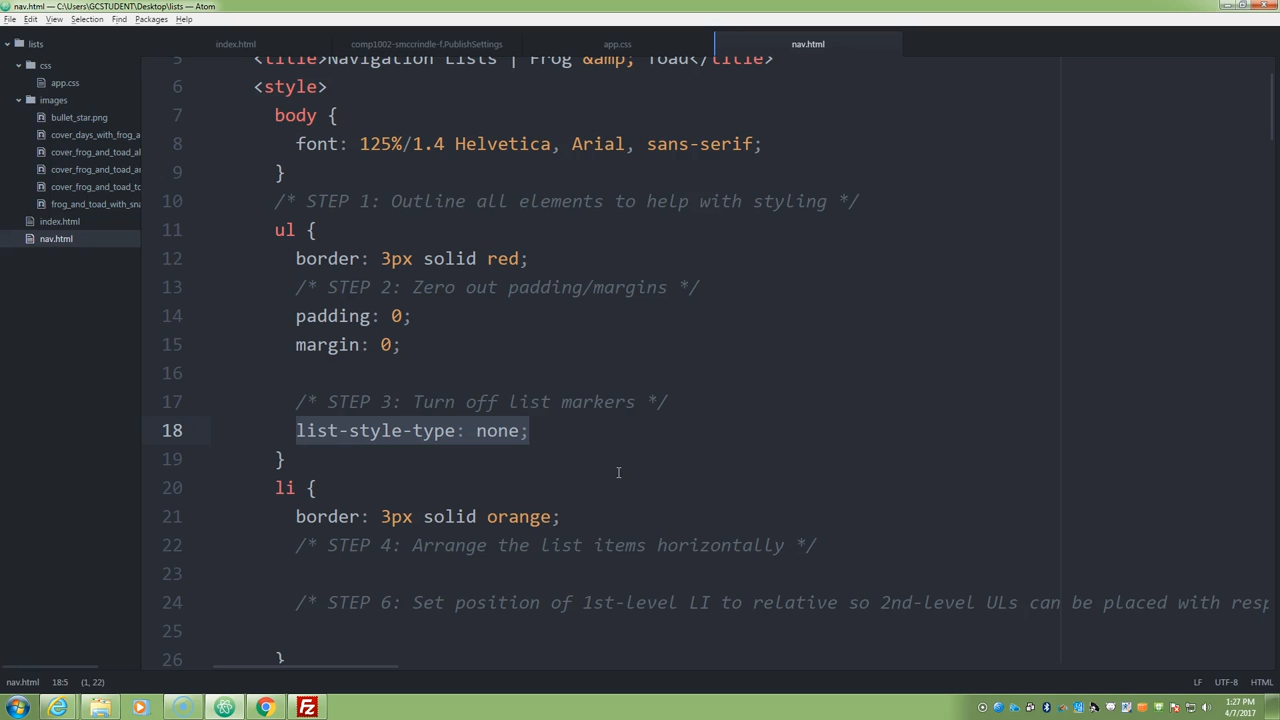 nav.html — C:\Users\GCSTUDENT\Desktop\lists — Atom
File Edit View Selection Find Packages Help
lists
css
app.css
images
bullet_star.png
cover_days_with_frog_a
cover_frog_and_toad_al
cover_frog_and_toad_ar
cover_frog_and_toad_to
frog_and_toad_with_sna
index.html
nav.html
index.html comp1002-smccrindle-f.PublishSettings app.css nav.html
5 <title>Navigation Lists | Frog &amp; Toad</title>
6 <style>
7 body {
8 font: 125%/1.4 Helvetica, Arial, sans-serif;
9 }
10 /* STEP 1: Outline all elements to help with styling */
11 ul {
12 border: 3px solid red;
13 /* STEP 2: Zero out padding/margins */
14 padding: 0;
15 margin: 0;
16
17 /* STEP 3: Turn off list markers */
18 list-style-type: none;
19 }
20 li {
21 border: 3px solid orange;
22 /* STEP 4: Arrange the list items horizontally */
23
24 /* STEP 6: Set position of 1st-level LI to relative so 2nd-level ULs can be placed with resp
25
26 }
nav.html 18:5 (1, 22) LF UTF-8 HTML
1:27 PM
4/7/2017